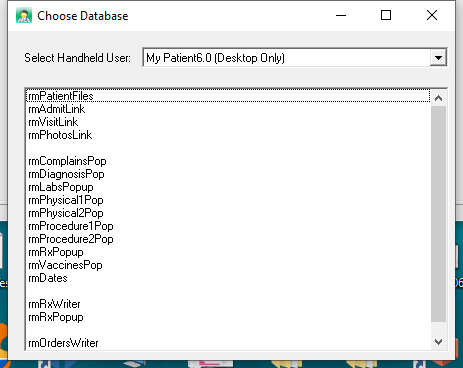 Choose Database
Select Handheld User: My Patient6.0 (Desktop Only)
rmPatientFiles
rmAdmitLink
rmVisitLink
rmPhotosLink
rmComplainsPop
rmDiagnosisPop
rmLabsPopup
rmPhysical1Pop
rmPhysical2Pop
rmProcedure1Pop
rmProcedure2Pop
rmRxPopup
rmVaccinesPop
rmDates
rmRxWriter
rmRxPopup
rmOrdersWriter